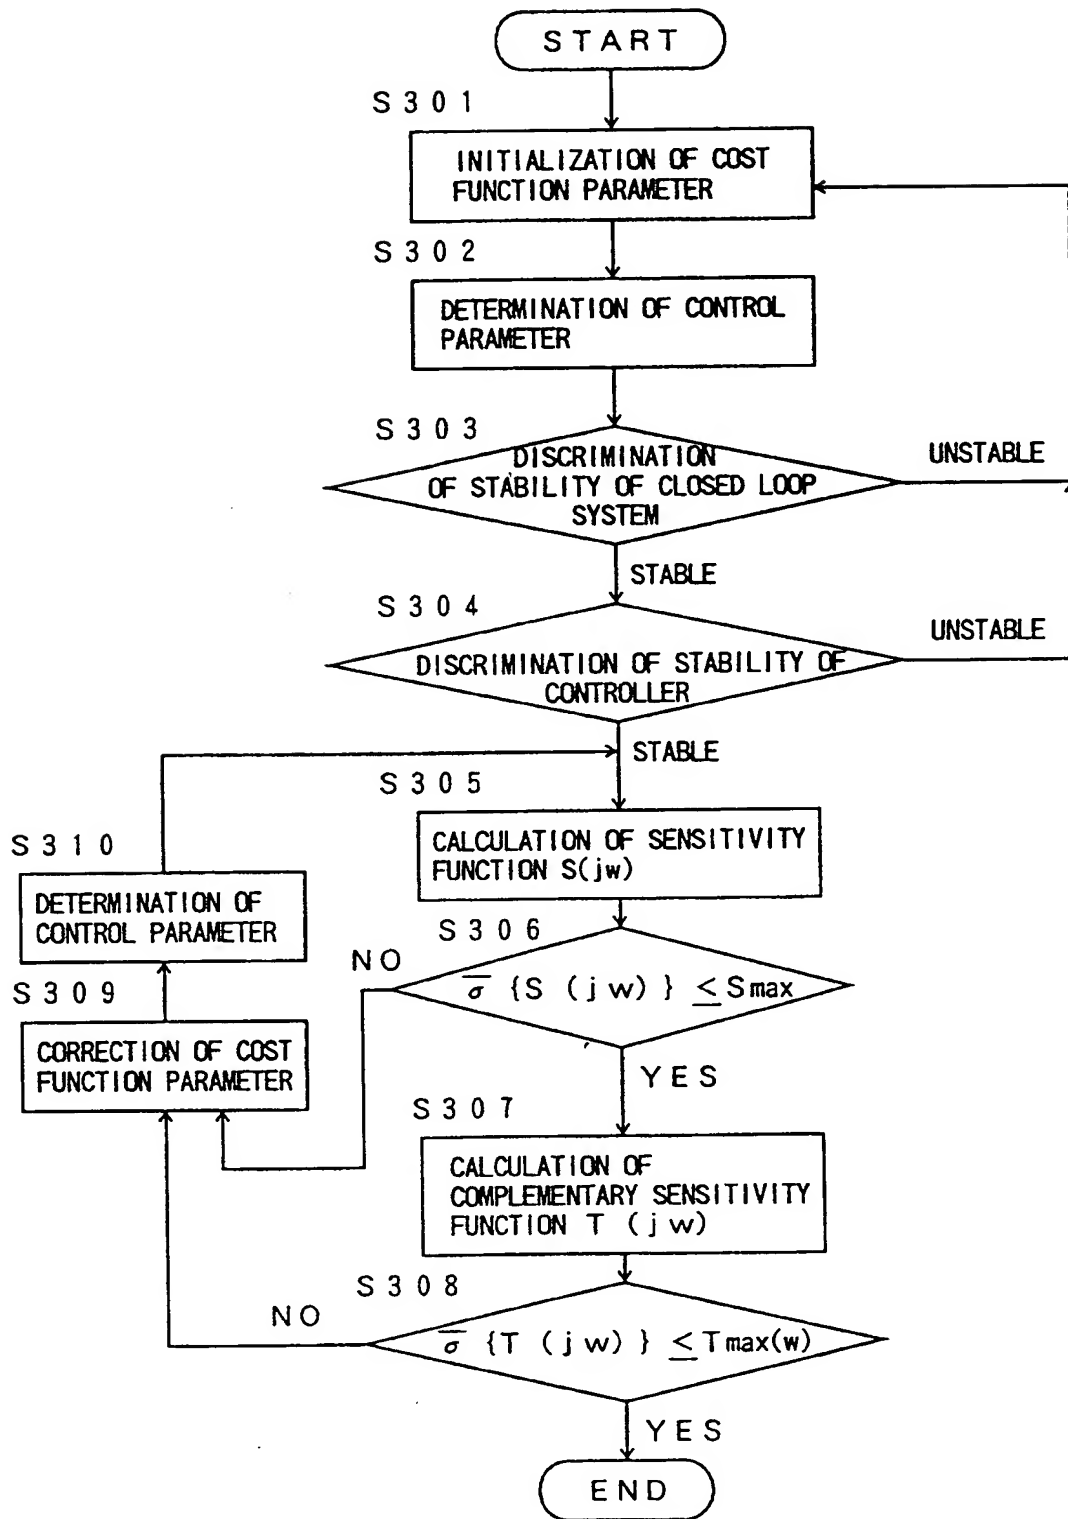 START
S301
INITIALIZATION OF COST
FUNCTION PARAMETER
S302
DETERMINATION OF CONTROL
PARAMETER
S303
DISCRIMINATION
OF STABILITY OF CLOSED LOOP
SYSTEM
UNSTABLE
STABLE
S304
DISCRIMINATION OF STABILITY OF
CONTROLLER
UNSTABLE
STABLE
S305
CALCULATION OF SENSITIVITY
FUNCTION S(jw)
S306
σ̅ {S (jw)} ≤ Smax
NO
YES
S307
CALCULATION OF
COMPLEMENTARY SENSITIVITY
FUNCTION T (jw)
S308
σ̅ {T (jw)} ≤ Tmax(w)
NO
YES
S310
DETERMINATION OF
CONTROL PARAMETER
S309
CORRECTION OF COST
FUNCTION PARAMETER
END